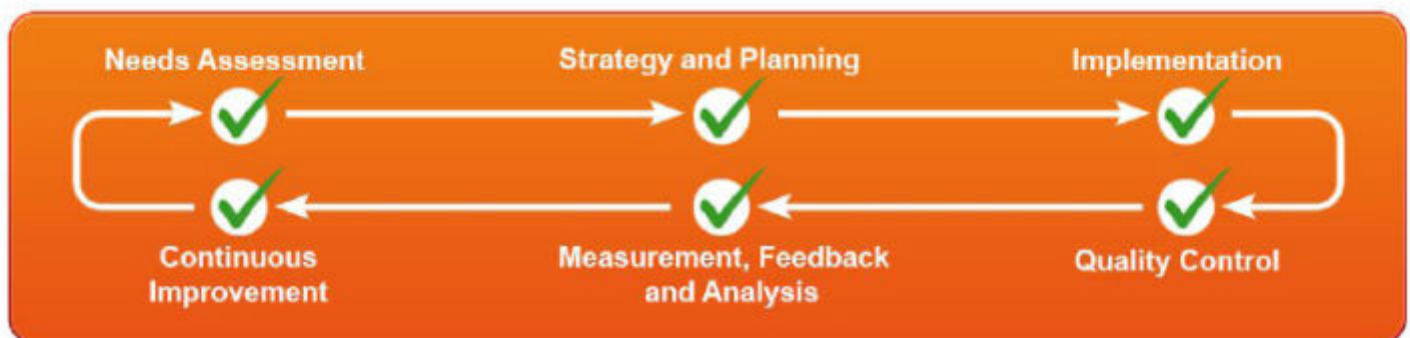 Needs Assessment
Strategy and Planning
Implementation
Continuous
Improvement
Measurement, Feedback
and Analysis
Quality Control